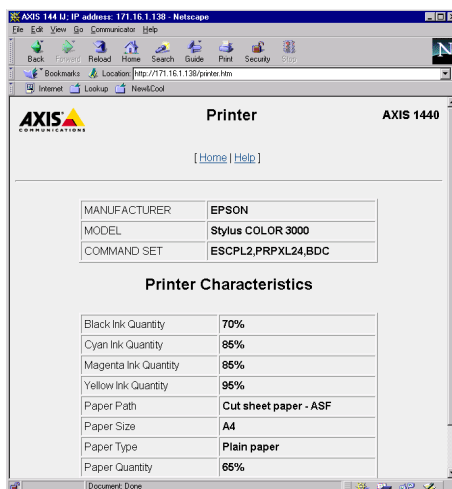 AXIS 144 IJ; IP address: 171.16.1.138 - Netscape
File Edit View Go Communicator Help
Back Forward Reload Home Search Guide Print Security Stop
N
Bookmarks Location: http://171.16.1.138/printer.htm
Internet Lookup New&Cool
AXIS Printer AXIS 1440
COMMUNICATIONS
[ Home | Help ]
MANUFACTURER EPSON
MODEL Stylus COLOR 3000
COMMAND SET ESCPL2,PRPXL24,BDC
Printer Characteristics
Black Ink Quantity 70%
Cyan Ink Quantity 85%
Magenta Ink Quantity 85%
Yellow Ink Quantity 95%
Paper Path Cut sheet paper - ASF
Paper Size A4
Paper Type Plain paper
Paper Quantity 65%
Document: Done